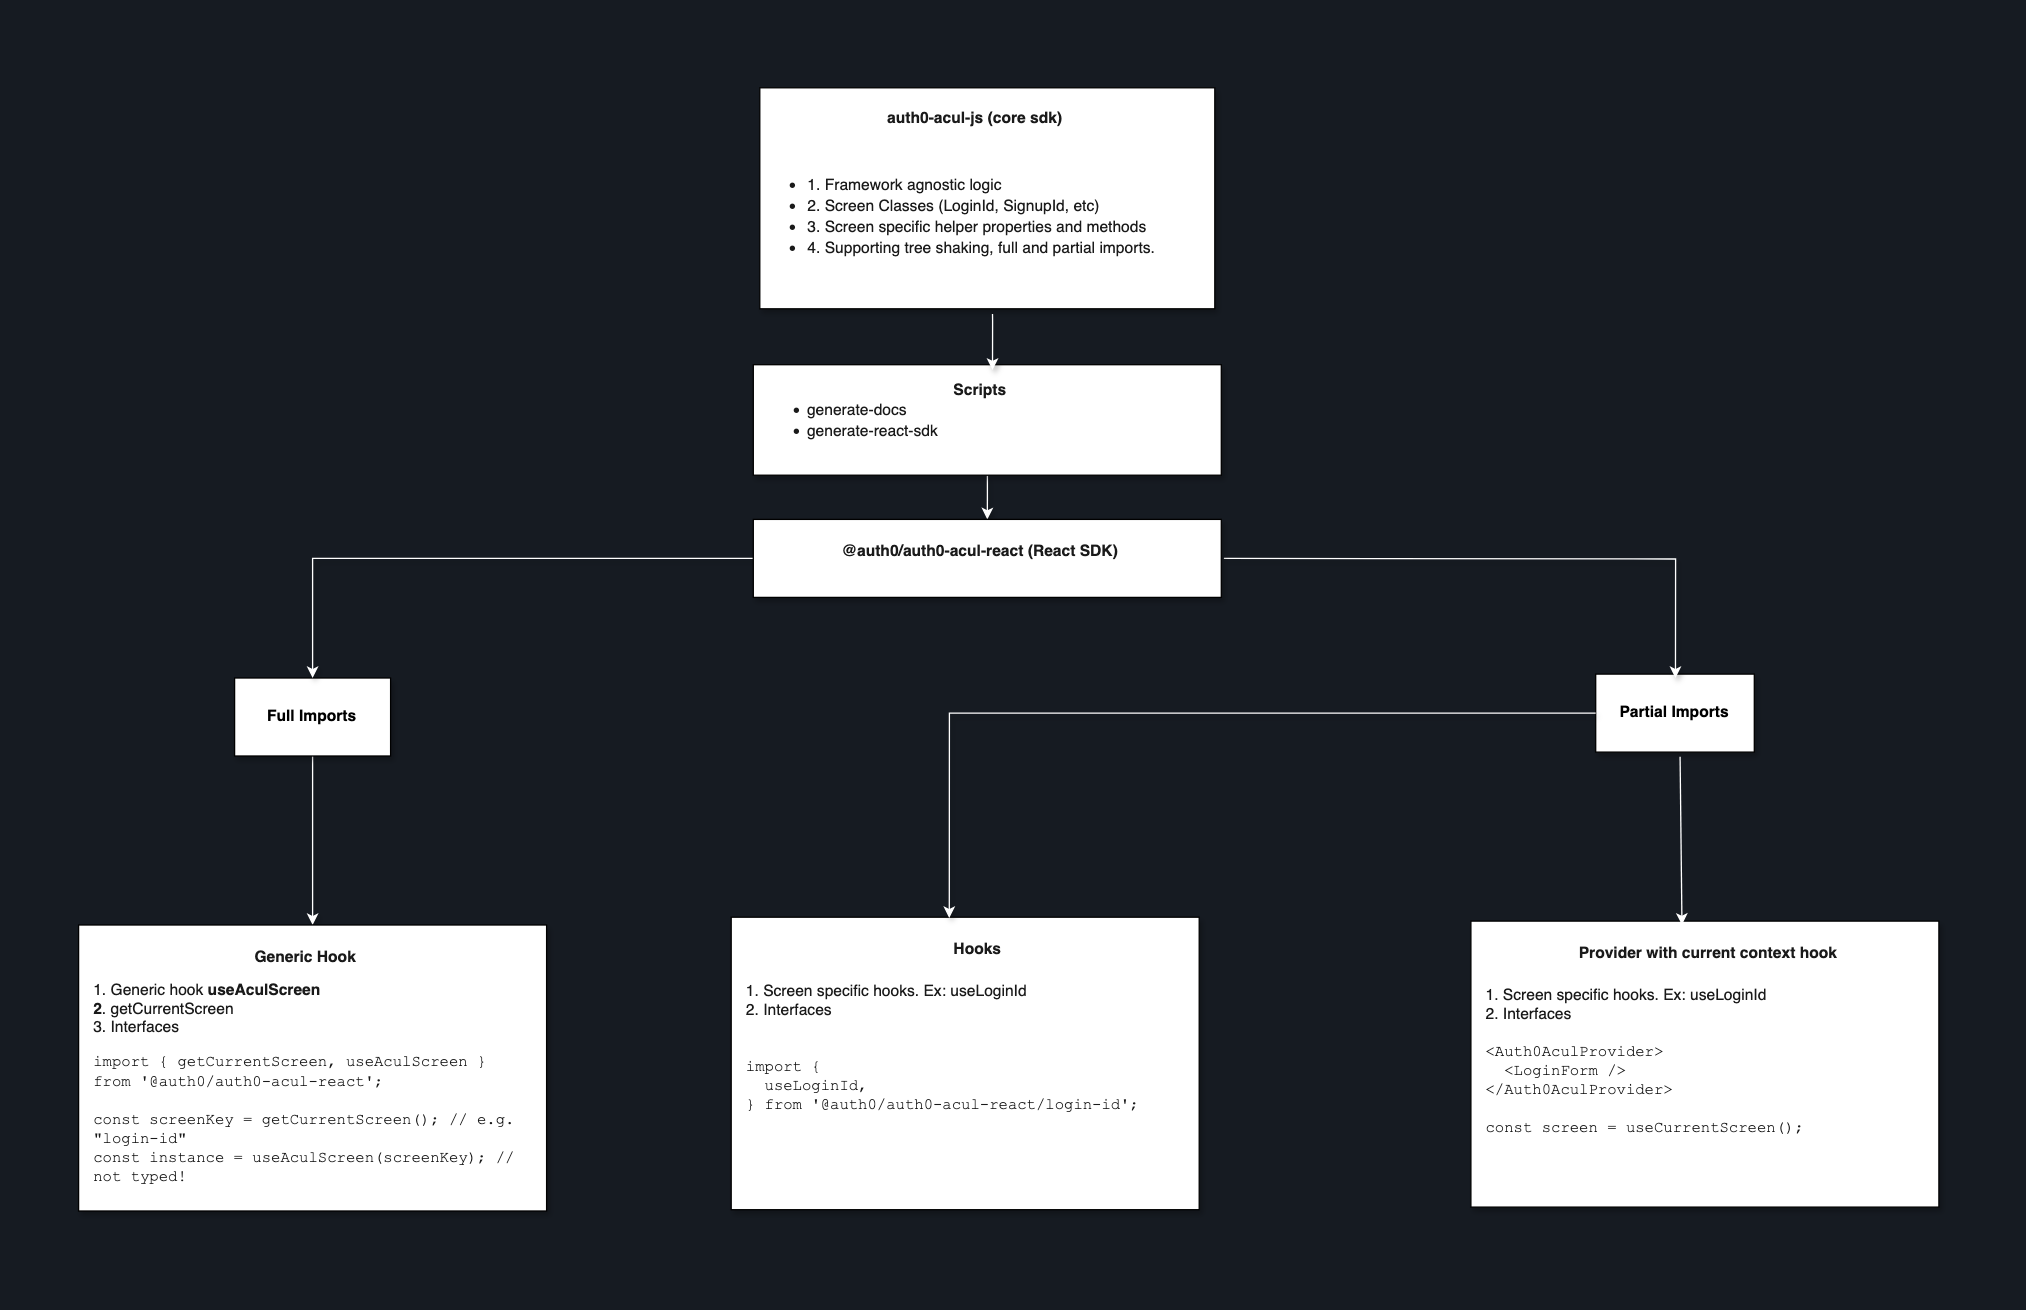 auth0-acul-js (core sdk)
• 1. Framework agnostic logic
• 2. Screen Classes (LoginId, SignupId, etc)
• 3. Screen specific helper properties and methods
• 4. Supporting tree shaking, full and partial imports.
Scripts
• generate-docs
• generate-react-sdk
@auth0/auth0-acul-react (React SDK)
Full Imports
Partial Imports
Generic Hook
1. Generic hook useAculScreen
2. getCurrentScreen
3. Interfaces
import { getCurrentScreen, useAculScreen }
from '@auth0/auth0-acul-react';
const screenKey = getCurrentScreen(); // e.g.
"login-id"
const instance = useAculScreen(screenKey); //
not typed!
Hooks
1. Screen specific hooks. Ex: useLoginId
2. Interfaces
import {
  useLoginId,
} from '@auth0/auth0-acul-react/login-id';
Provider with current context hook
1. Screen specific hooks. Ex: useLoginId
2. Interfaces
<Auth0AculProvider>
  <LoginForm />
</Auth0AculProvider>
const screen = useCurrentScreen();